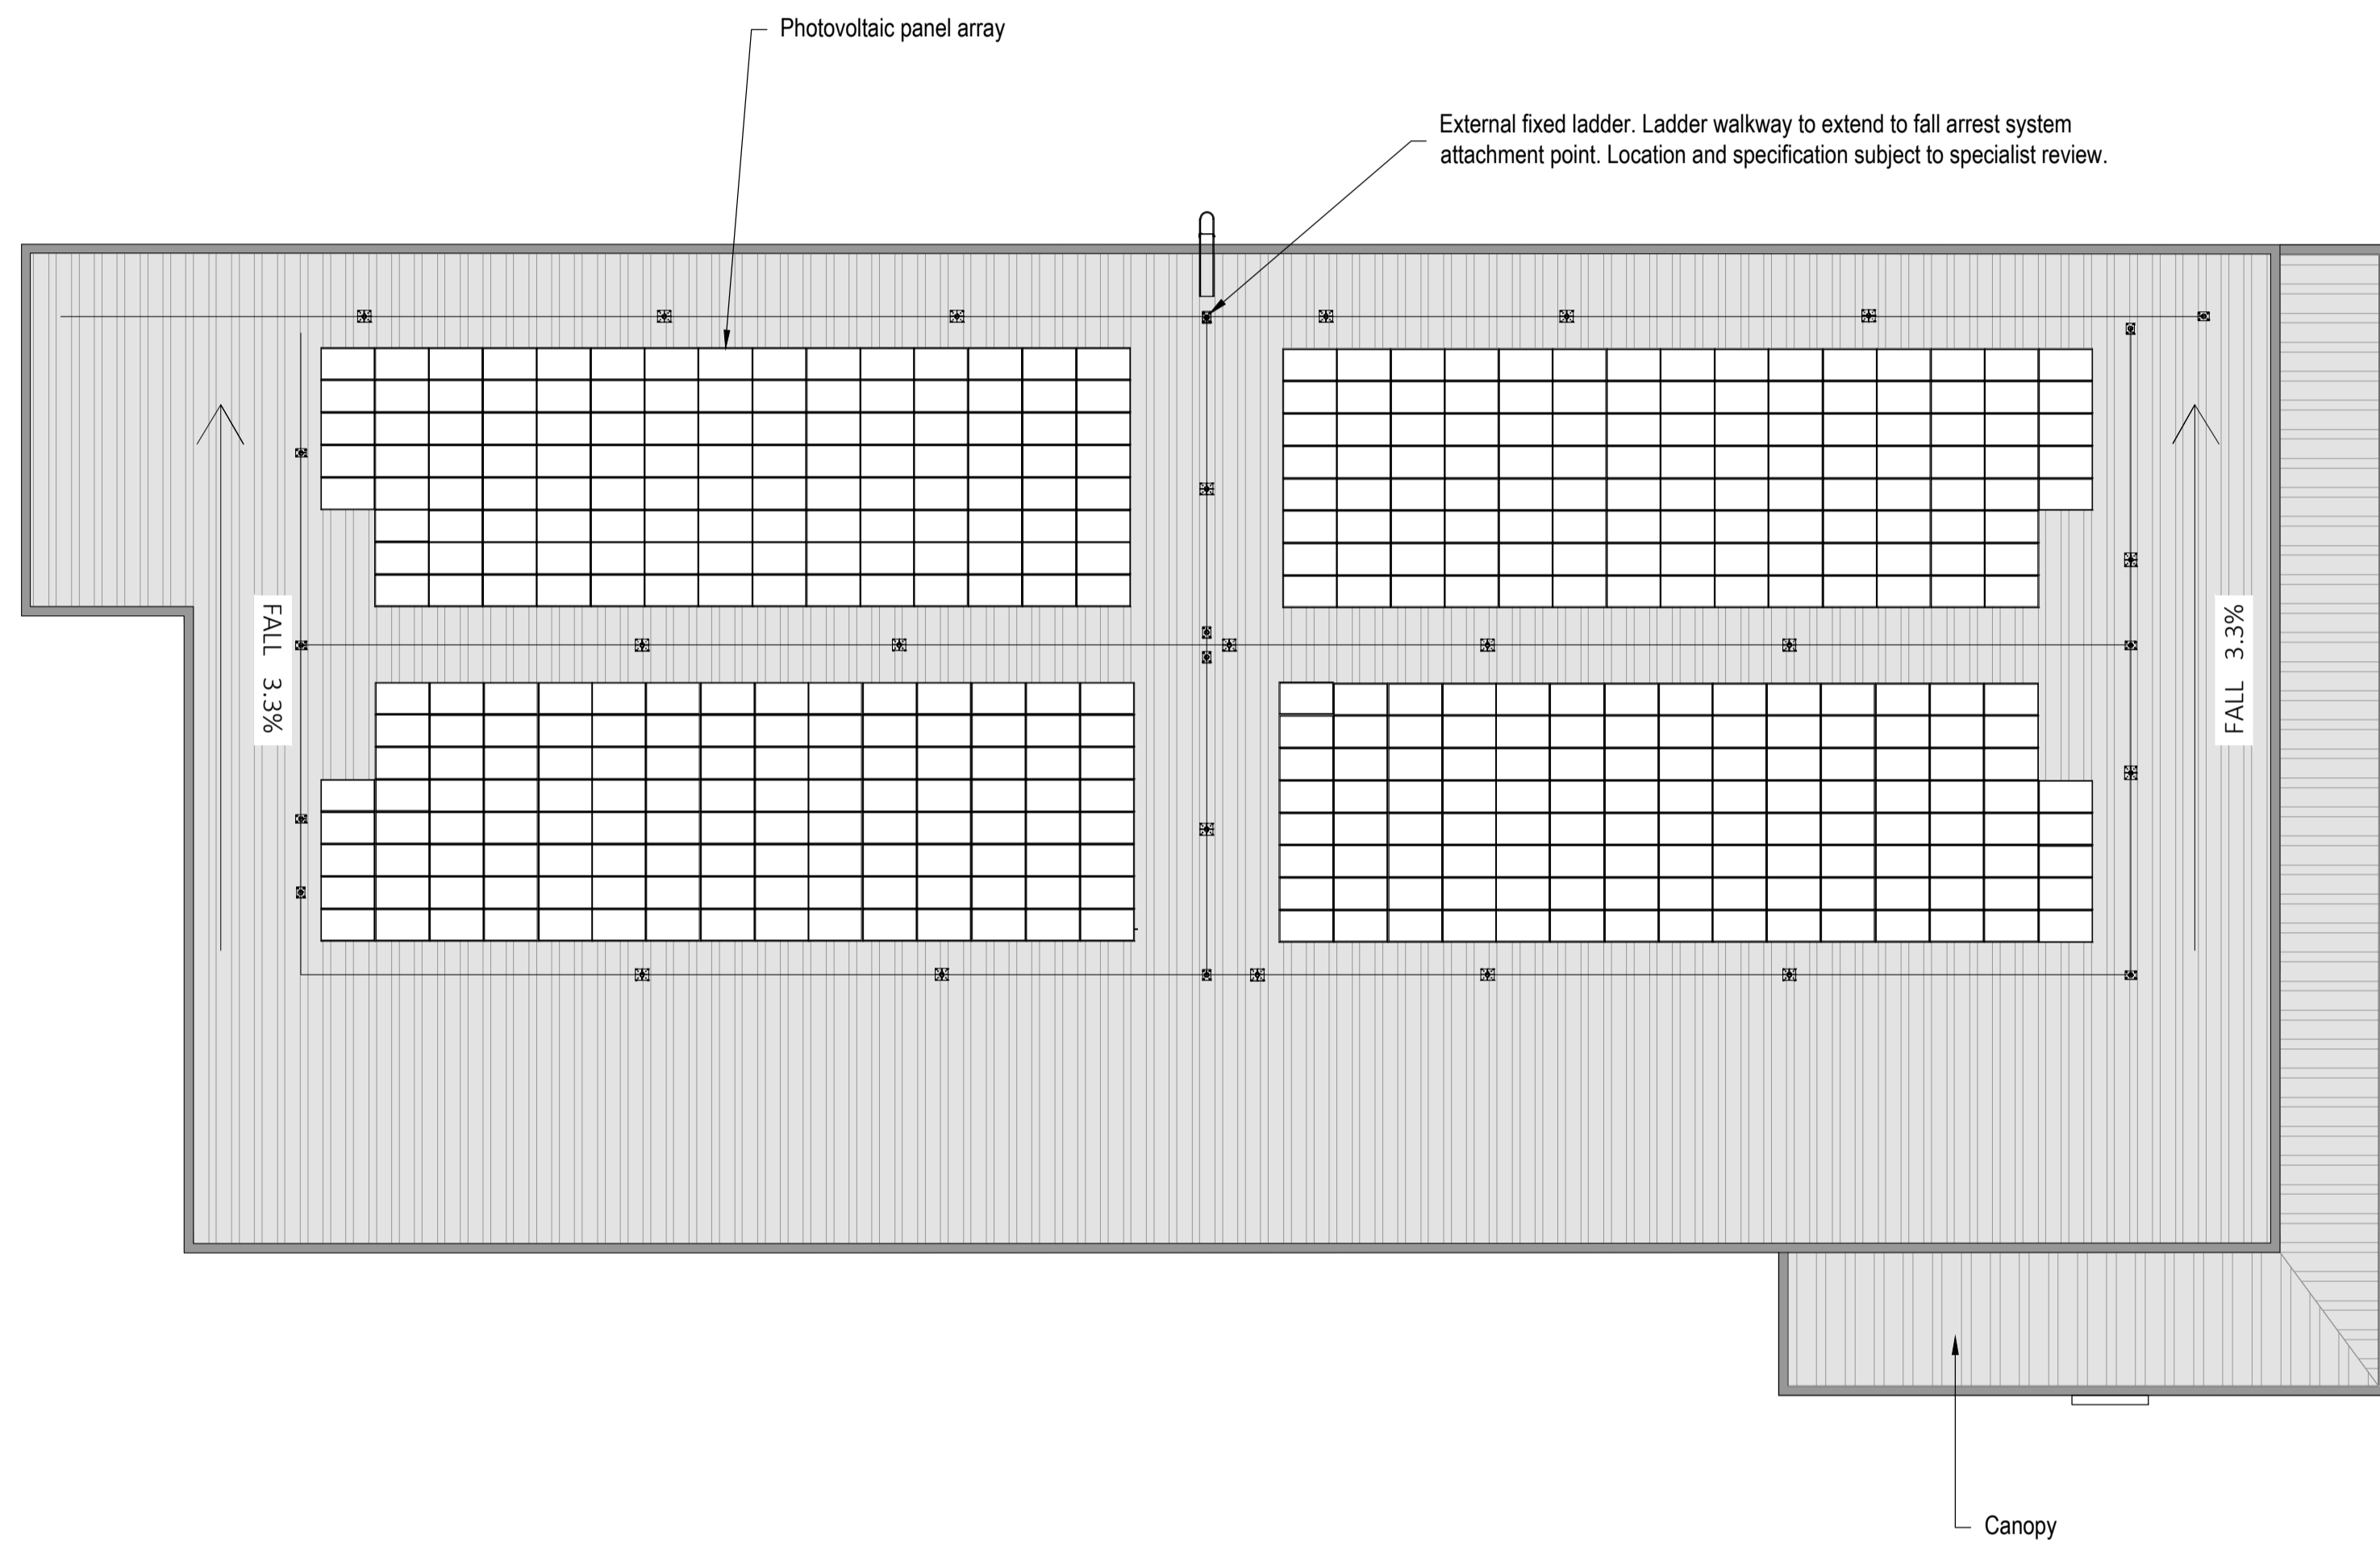 Photovoltaic panel array
External fixed ladder. Ladder walkway to extend to fall arrest system
attachment point. Location and specification subject to specialist review.
FALL 3.3%
FALL 3.3%
Canopy